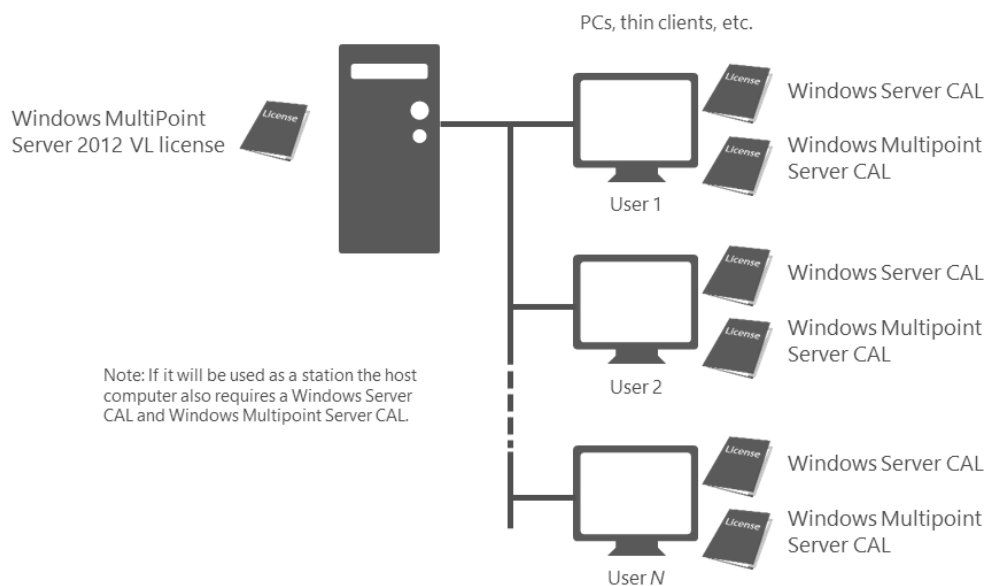 PCs, thin clients, etc.
Windows MultiPoint
Server 2012 VL license
License
License
Windows Server CAL
License
Windows Multipoint
Server CAL
User 1
License
Windows Server CAL
License
Windows Multipoint
Server CAL
User 2
Note: If it will be used as a station the host
computer also requires a Windows Server
CAL and Windows Multipoint Server CAL.
License
Windows Server CAL
License
Windows Multipoint
Server CAL
User N